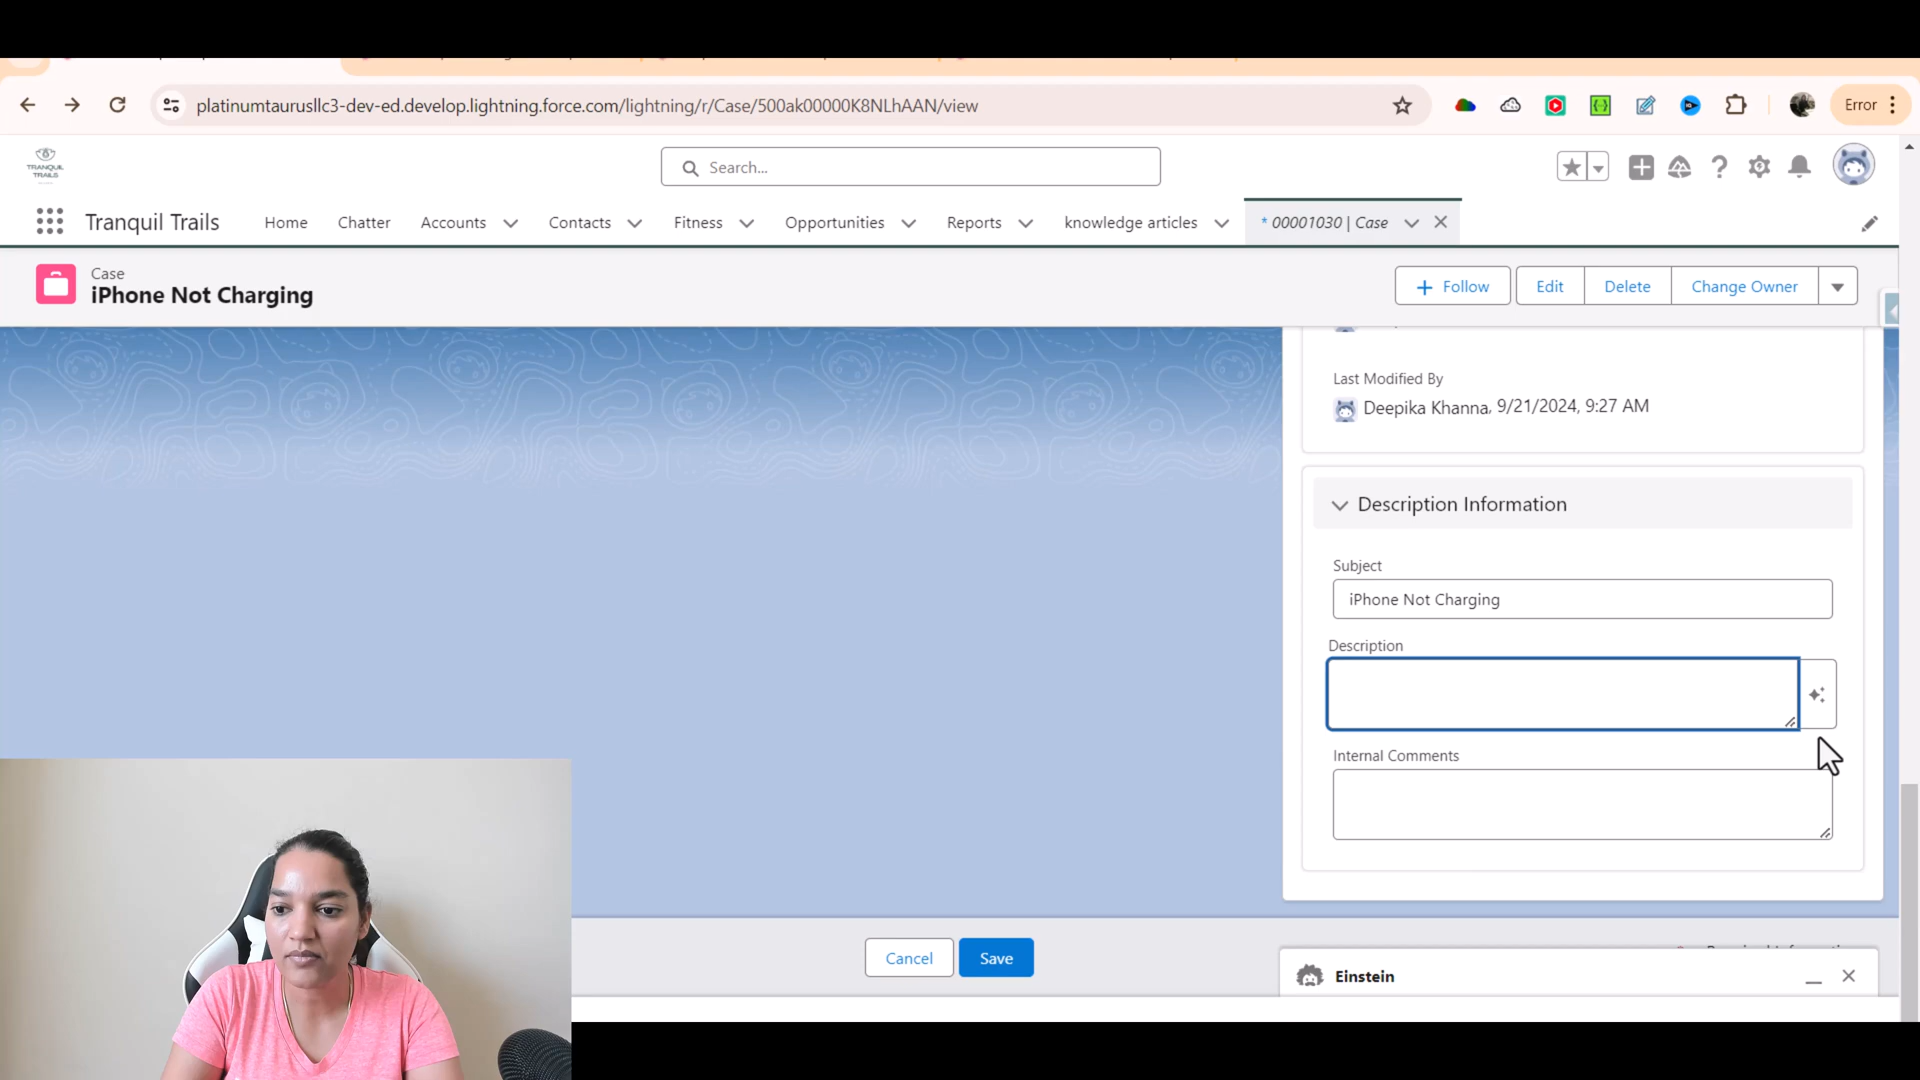 platinumtaurusllc3-dev-ed.develop.lightning.force.com/lightning/r/Case/500ak00000K8NLhAAN/view
Error
TRANQUIL
TRAILS
Search...
Tranquil Trails
Home
Chatter
Accounts
Contacts
Fitness
Opportunities
Reports
knowledge articles
* 00001030 | Case
Case
iPhone Not Charging
Follow
Edit
Delete
Change Owner
Last Modified By
Deepika Khanna, 9/21/2024, 9:27 AM
Description Information
Subject
iPhone Not Charging
Description
Internal Comments
Cancel
Save
Einstein